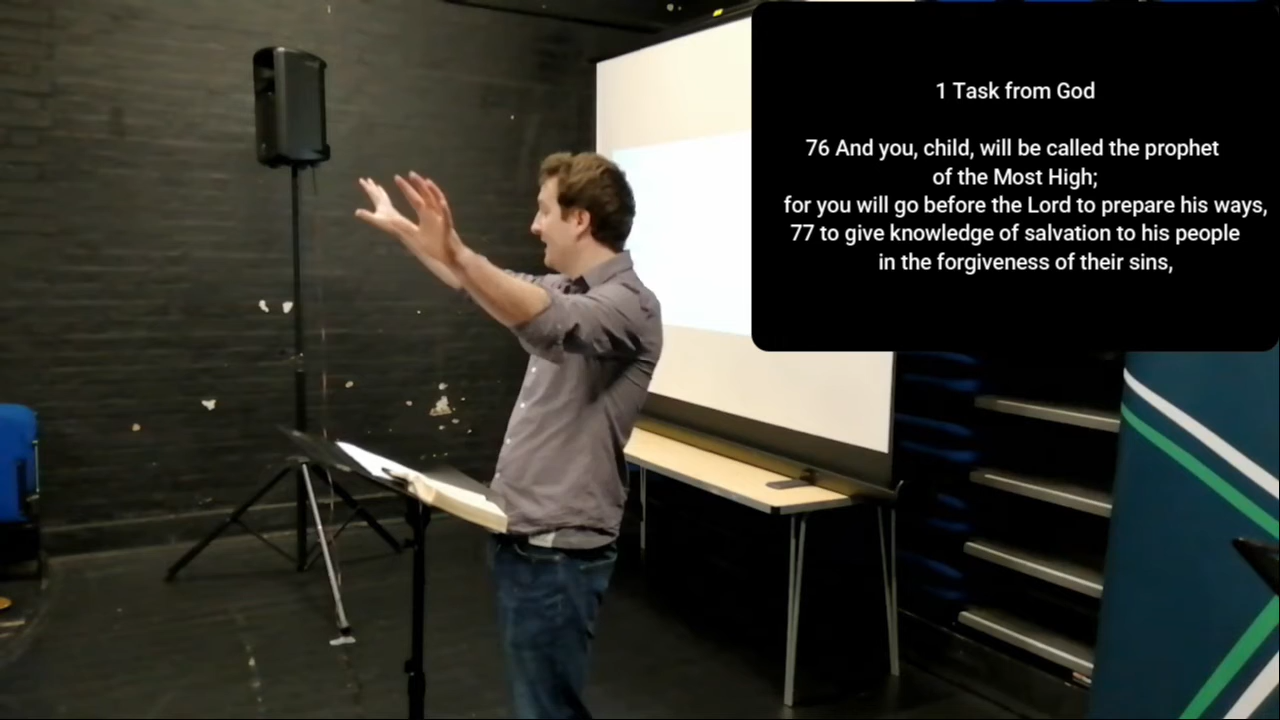 1 Task from God
76 And you, child, will be called the prophet
of the Most High;
for you will go before the Lord to prepare his ways,
77 to give knowledge of salvation to his people
in the forgiveness of their sins,